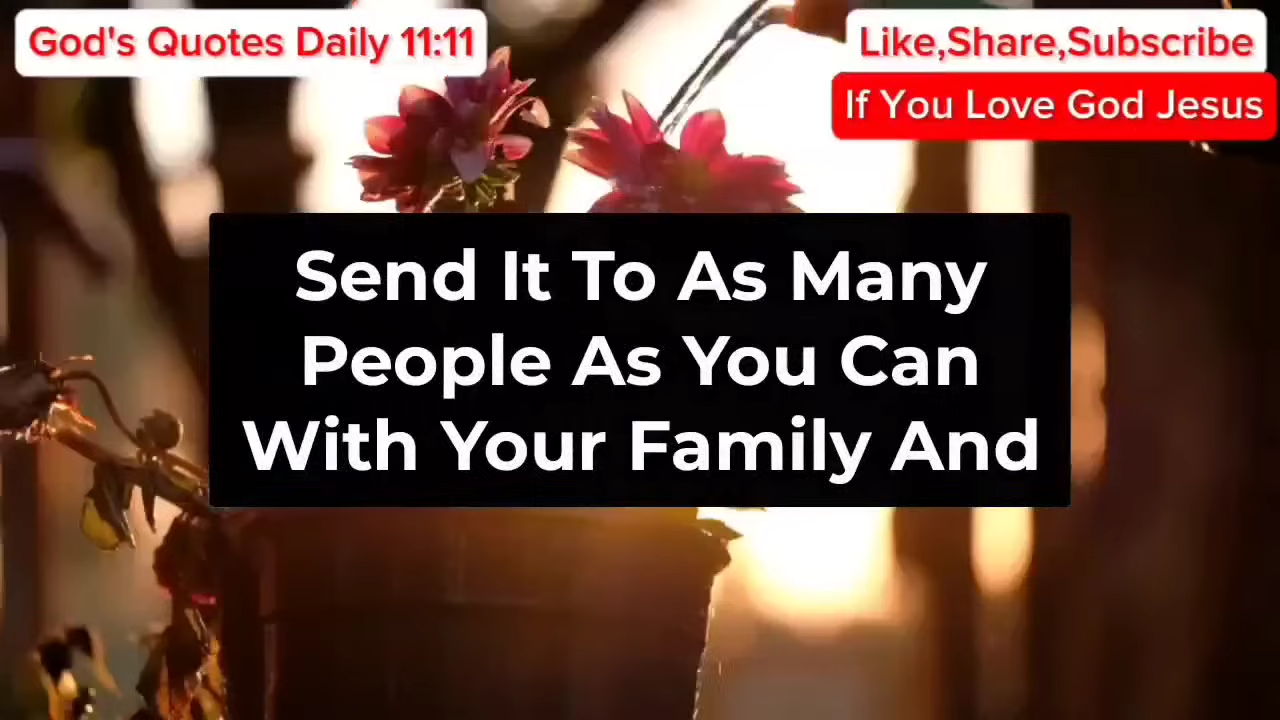 God's Quotes Daily 11:11
Like,Share,Subscribe
If You Love God Jesus
Send It To As Many
People As You Can
With Your Family And